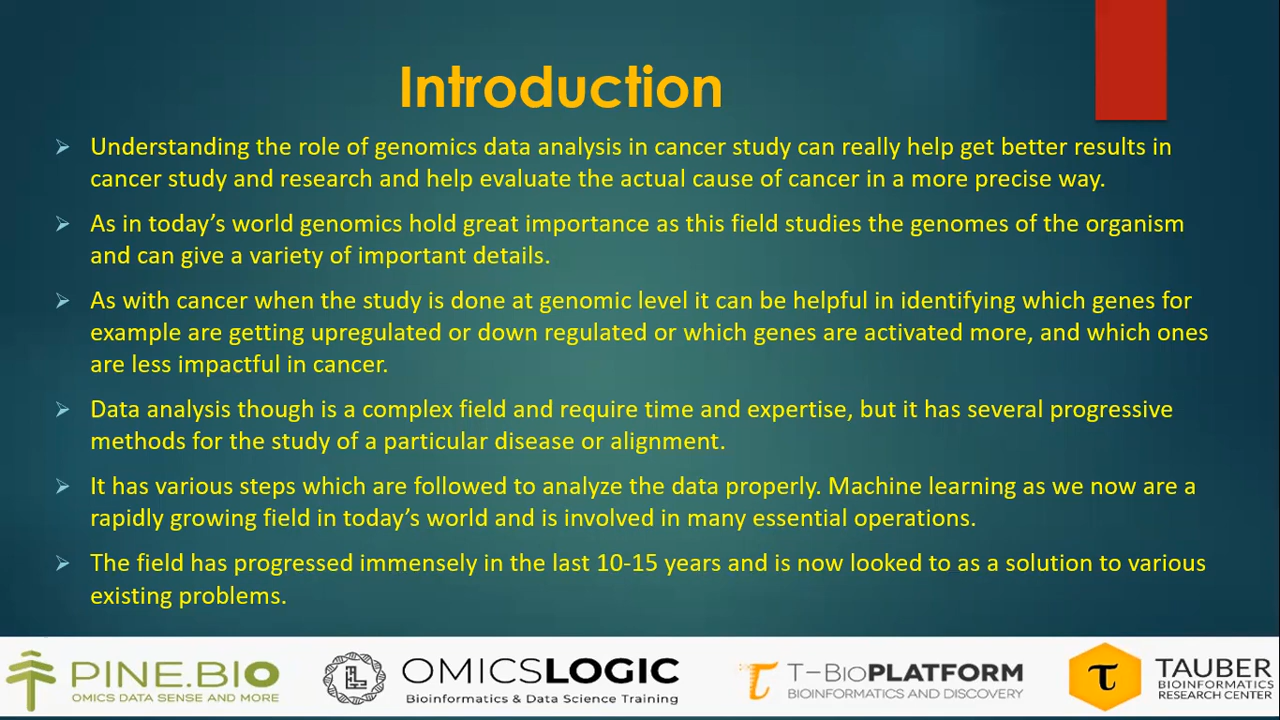 Introduction
Understanding the role of genomics data analysis in cancer study can really help get better results in
cancer study and research and help evaluate the actual cause of cancer in a more precise way.
As in today's world genomics hold great importance as this field studies the genomes of the organism
and can give a variety of important details.
As with cancer when the study is done at genomic level it can be helpful in identifying which genes for
example are getting upregulated or down regulated or which genes are activated more, and which ones
are less impactful in cancer.
Data analysis though is a complex field and require time and expertise, but it has several progressive
methods for the study of a particular disease or alignment.
It has various steps which are followed to analyze the data properly. Machine learning as we now are a
rapidly growing field in today's world and is involved in many essential operations.
The field has progressed immensely in the last 10-15 years and is now looked to as a solution to various
existing problems.
PINE.BIO
OMICS DATA SENSE AND MORE
OMICSLOGIC
Bioinformatics & Data Science Training
T-BioPLATFORM
BIOINFORMATICS AND DISCOVERY
TAUBER
BIOINFORMATICS
RESEARCH CENTER